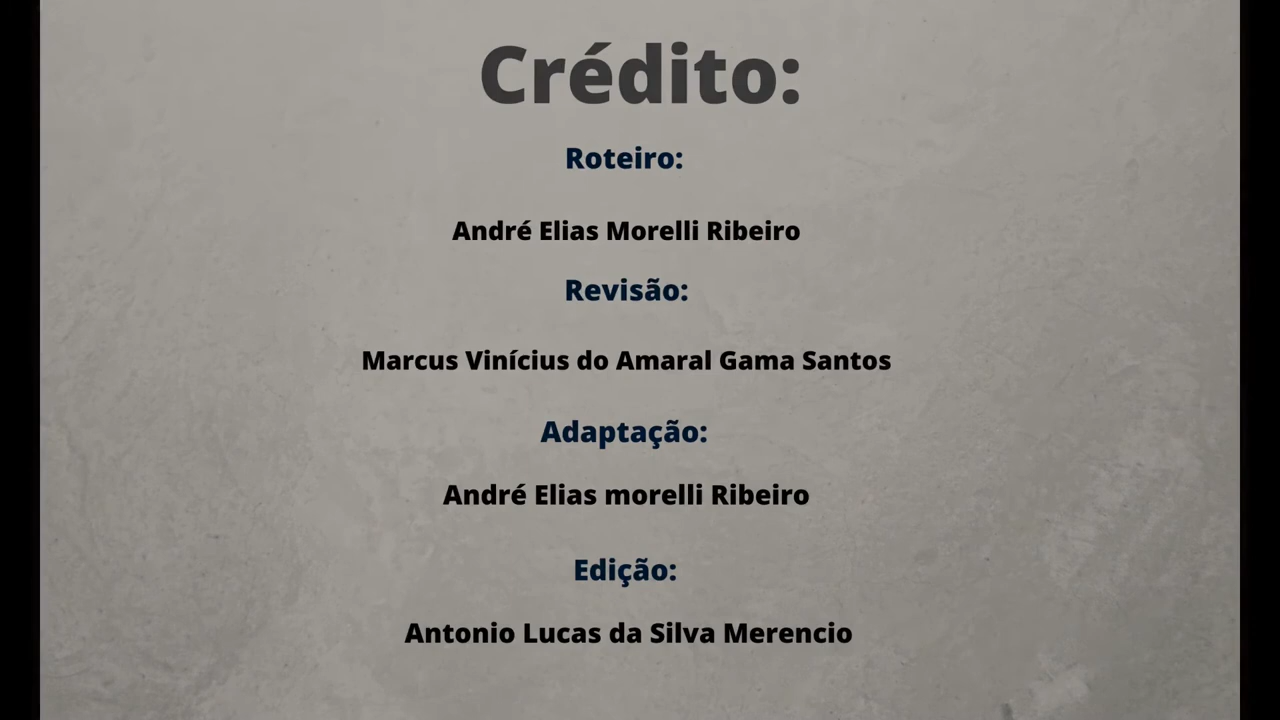 Crédito:
Roteiro:
André Elias Morelli Ribeiro
Revisão:
Marcus Vinícius do Amaral Gama Santos
Adaptação:
André Elias morelli Ribeiro
Edição:
Antonio Lucas da Silva Merencio